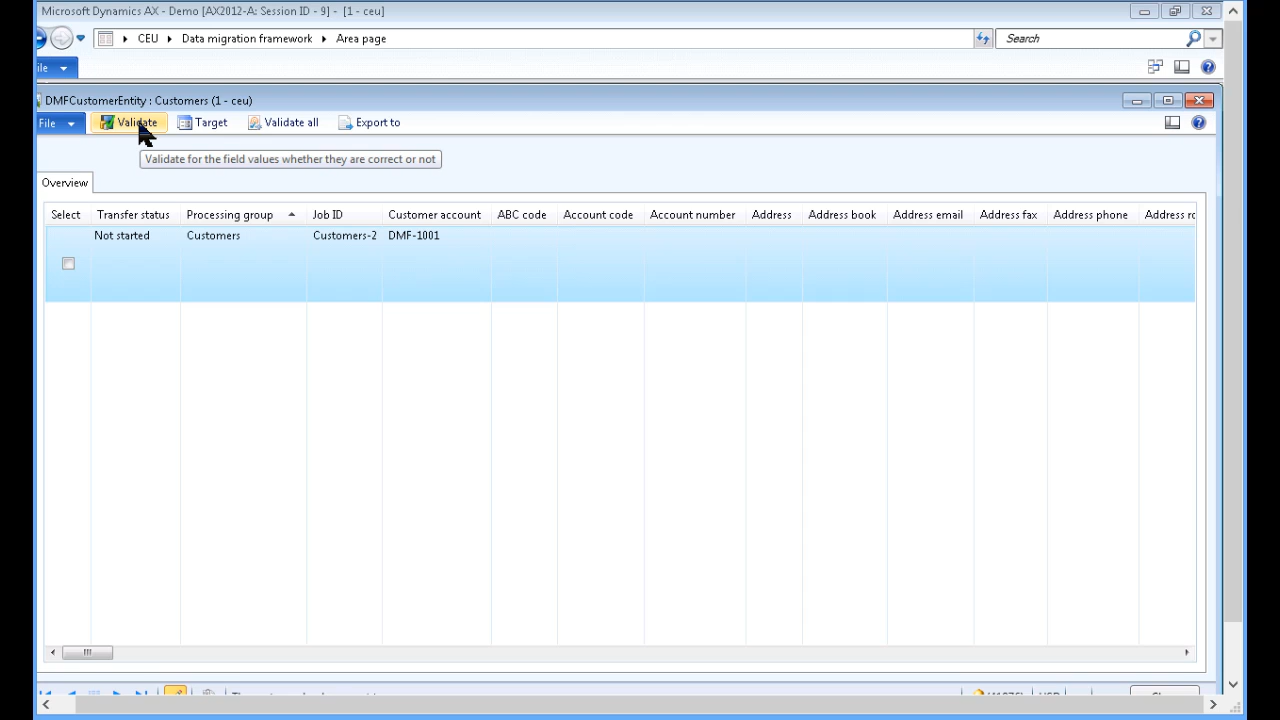 Microsoft Dynamics AX - Demo [AX2012-A: Session ID - 9] - [1 - ceu]
CEU Data migration framework Area page Search
ile
DMFCustomerEntity : Customers (1 - ceu)
File Validate Target Validate all Export to
Validate for the field values whether they are correct or not
Overview
Select Transfer status Processing group Job ID Customer account ABC code Account code Account number Address Address book Address email Address fax Address phone Address ro
Not started Customers Customers-2 DMF-1001